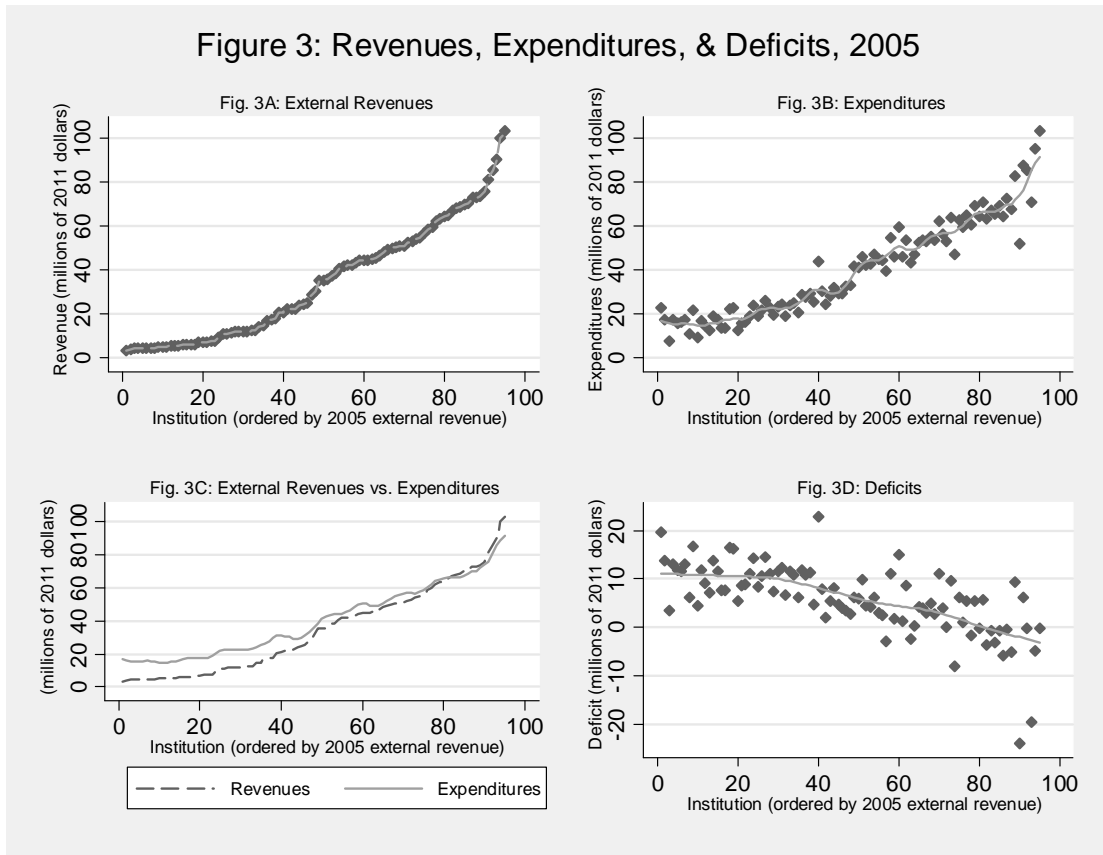 Figure 3: Revenues, Expenditures, & Deficits, 2005
Fig. 3A: External Revenues
Revenue (millions of 2011 dollars)
100
80
60
40
20
0
0 20 40 60 80 100
Institution (ordered by 2005 external revenue)
Fig. 3B: Expenditures
Expenditures (millions of 2011 dollars)
100
80
60
40
20
0
0 20 40 60 80 100
Institution (ordered by 2005 external revenue)
Fig. 3C: External Revenues vs. Expenditures
(millions of 2011 dollars)
100
80
60
40
20
0
0 20 40 60 80 100
Institution (ordered by 2005 external revenue)
Revenues Expenditures
Fig. 3D: Deficits
Deficit (millions of 2011 dollars)
20
10
0
-10
-20
0 20 40 60 80 100
Institution (ordered by 2005 external revenue)